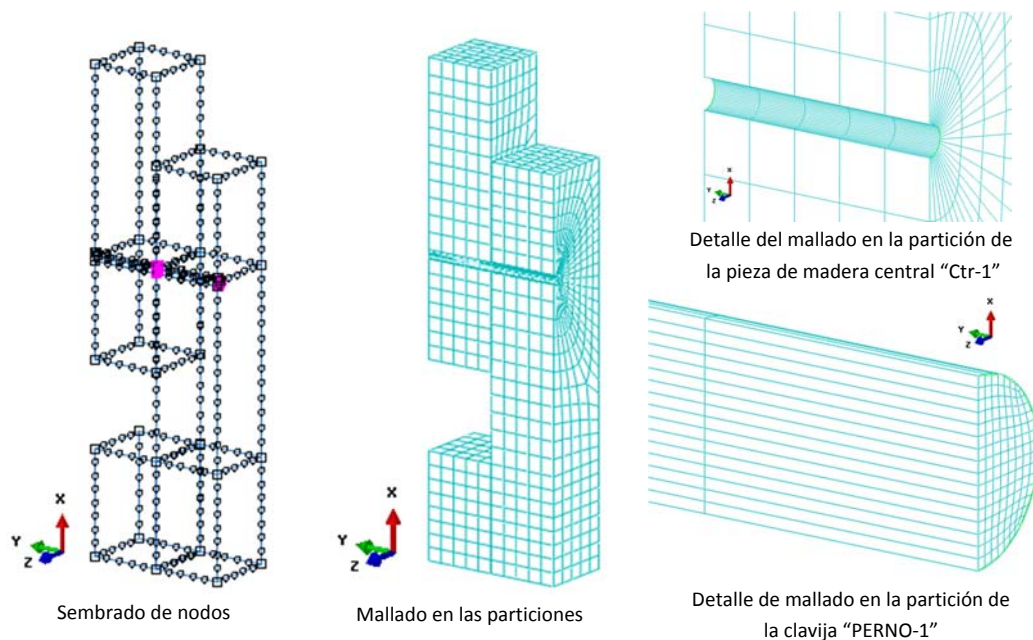 X
Y
Z
Sembrado de nodos
X
Y
Z
Mallado en las particiones
X
Y
Z
Detalle del mallado en la partición de
la pieza de madera central “Ctr-1”
X
Y
Z
Detalle de mallado en la partición de
la clavija “PERNO-1”